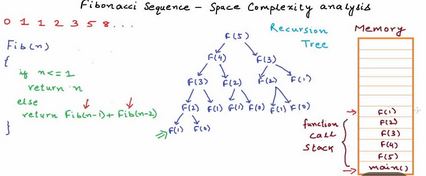 Fibonacci Sequence - Space Complexity analysis
0 1 1 2 3 5 8...
Fib(n)
{
if n<=1
return n
else
return Fib(n-1)+Fib(n-2)
}
Recursion
Tree
F(5)
F(4) F(3)
F(3) F(2) F(2) F(1)
F(2) F(1) F(1) F(0) F(1) F(0)
F(1) F(0)
Memory
function
call
stack
F(1)
F(2)
F(3)
F(4)
F(5)
main()